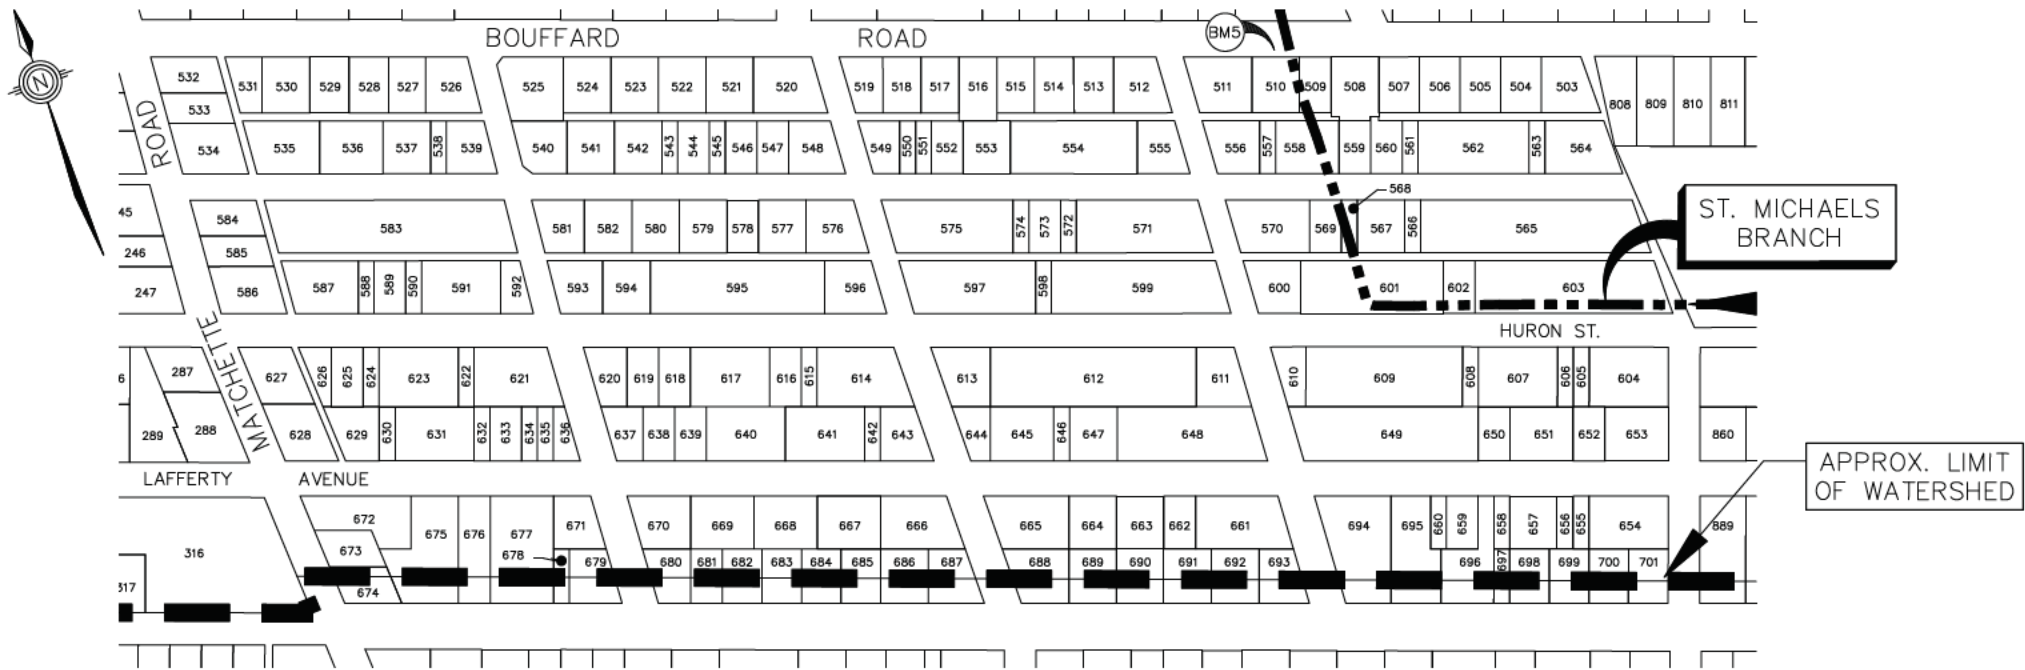 BOUFFARD ROAD
BM5
N
ROAD
532
531 530 529 528 527 526
525 524 523 522 521 520
519 518 517 516 515 514 513 512
511 510 509 508 507 506 505 504 503
808 809 810 811
533
534
535 536 537 538 539
540 541 542 543 544 545 546 547 548
549 550 551 552 553 554 555
556 557 558 559 560 561 562 563 564
568
45
584
583
581 582 580 579 578 577 576
575 574 573 572 571
570 569 567 566 565
ST. MICHAELS
BRANCH
246
585
247
586
587 588 589 590 591 592
593 594 595 596
597 598 599
600 601 602 603
HURON ST.
MATCHETTE
6
287
627
626 625 624 623 622 621
620 619 618 617 616 615 614
613 612 611
610 609 608 607 606 605 604
289
288
628
629 630 631 632 633 634 635 636
637 638 639 640 641 642 643
644 645 646 647 648
649 650 651 652 653
860
LAFFERTY AVENUE
APPROX. LIMIT
OF WATERSHED
316
672
675 676 677
671
670 669 668 667 666
665 664 663 662 661
694 695 660 659 658 657 656 655 654
889
673
678
679
680 681 682 683 684 685 686 687
688 689 690 691 692 693
696 697 698 699 700 701
317
674